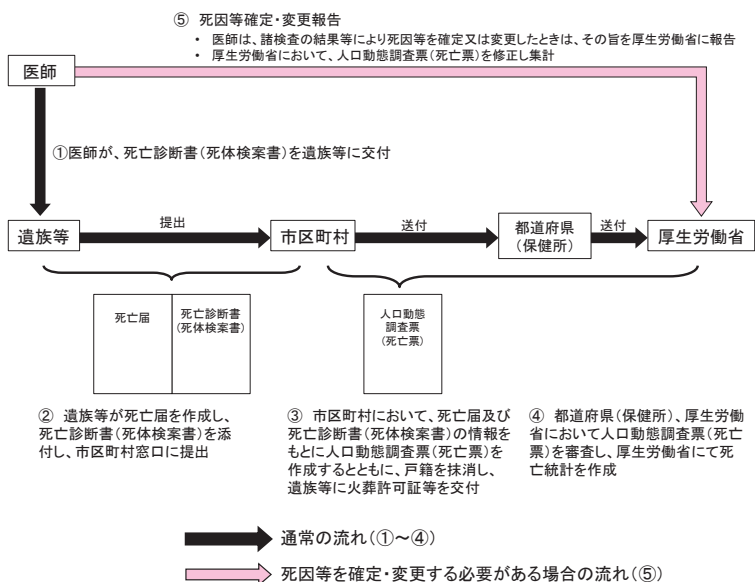 ⑤ 死因等確定・変更報告
・ 医師は、諸検査の結果等により死因等を確定又は変更したときは、その旨を厚生労働省に報告
・ 厚生労働省において、人口動態調査票(死亡票)を修正し集計
医師
①医師が、死亡診断書(死体検案書)を遺族等に交付
遺族等
提出
市区町村
送付
都道府県
(保健所)
送付
厚生労働省
死亡届
死亡診断書
(死体検案書)
人口動態
調査票
(死亡票)
② 遺族等が死亡届を作成し、
死亡診断書(死体検案書)を添
付し、市区町村窓口に提出
③ 市区町村において、死亡届及び
死亡診断書(死体検案書)の情報を
もとに人口動態調査票(死亡票)を
作成するとともに、戸籍を抹消し、
遺族等に火葬許可証等を交付
④ 都道府県(保健所)、厚生労働
省において人口動態調査票(死亡
票)を審査し、厚生労働省にて死
亡統計を作成
通常の流れ(①～④)
死因等を確定・変更する必要がある場合の流れ(⑤)